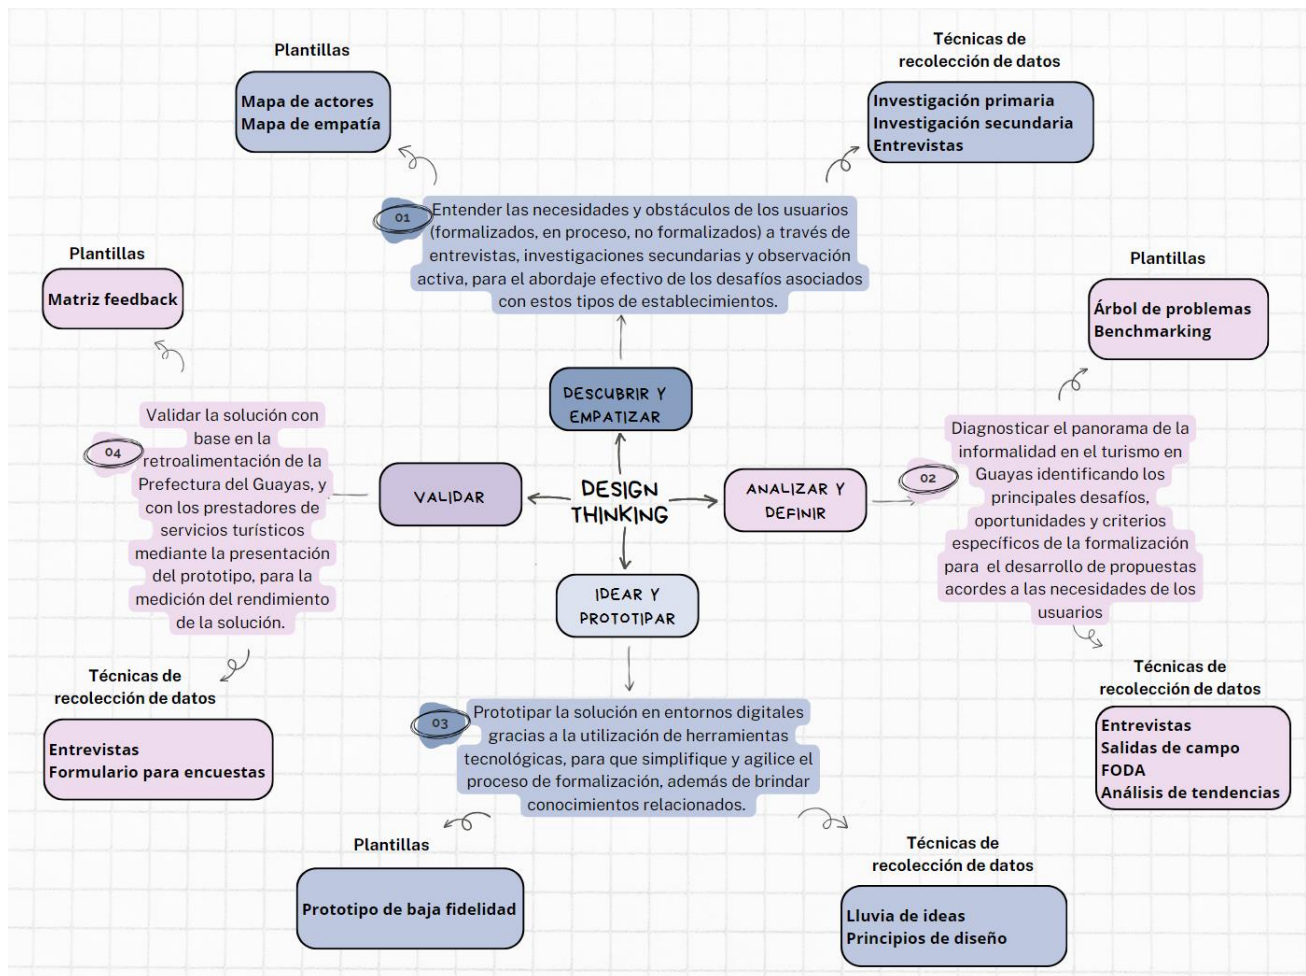 Plantillas
Mapa de actores
Mapa de empatía
Técnicas de
recolección de datos
Investigación primaria
Investigación secundaria
Entrevistas
01
Entender las necesidades y obstáculos de los usuarios
(formalizados, en proceso, no formalizados) a través de
entrevistas, investigaciones secundarias y observación
activa, para el abordaje efectivo de los desafíos asociados
con estos tipos de establecimientos.
Plantillas
Matriz feedback
Plantillas
Árbol de problemas
Benchmarking
DESCUBRIR Y
EMPATIZAR
04
Validar la solución con
base en la
retroalimentación de la
Prefectura del Guayas, y
con los prestadores de
servicios turísticos
mediante la presentación
del prototipo, para la
medición del rendimiento
de la solución.
VALIDAR
DESIGN
THINKING
ANALIZAR Y
DEFINIR
02
Diagnosticar el panorama de la
informalidad en el turismo en
Guayas identificando los
principales desafíos,
oportunidades y criterios
específicos de la formalización
para el desarrollo de propuestas
acordes a las necesidades de los
usuarios
IDEAR Y
PROTOTIPAR
Técnicas de
recolección de datos
Entrevistas
Formulario para encuestas
Técnicas de
recolección de datos
Entrevistas
Salidas de campo
FODA
Análisis de tendencias
03
Prototipar la solución en entornos digitales
gracias a la utilización de herramientas
tecnológicas, para que simplifique y agilice el
proceso de formalización, además de brindar
conocimientos relacionados.
Plantillas
Prototipo de baja fidelidad
Técnicas de
recolección de datos
Lluvia de ideas
Principios de diseño